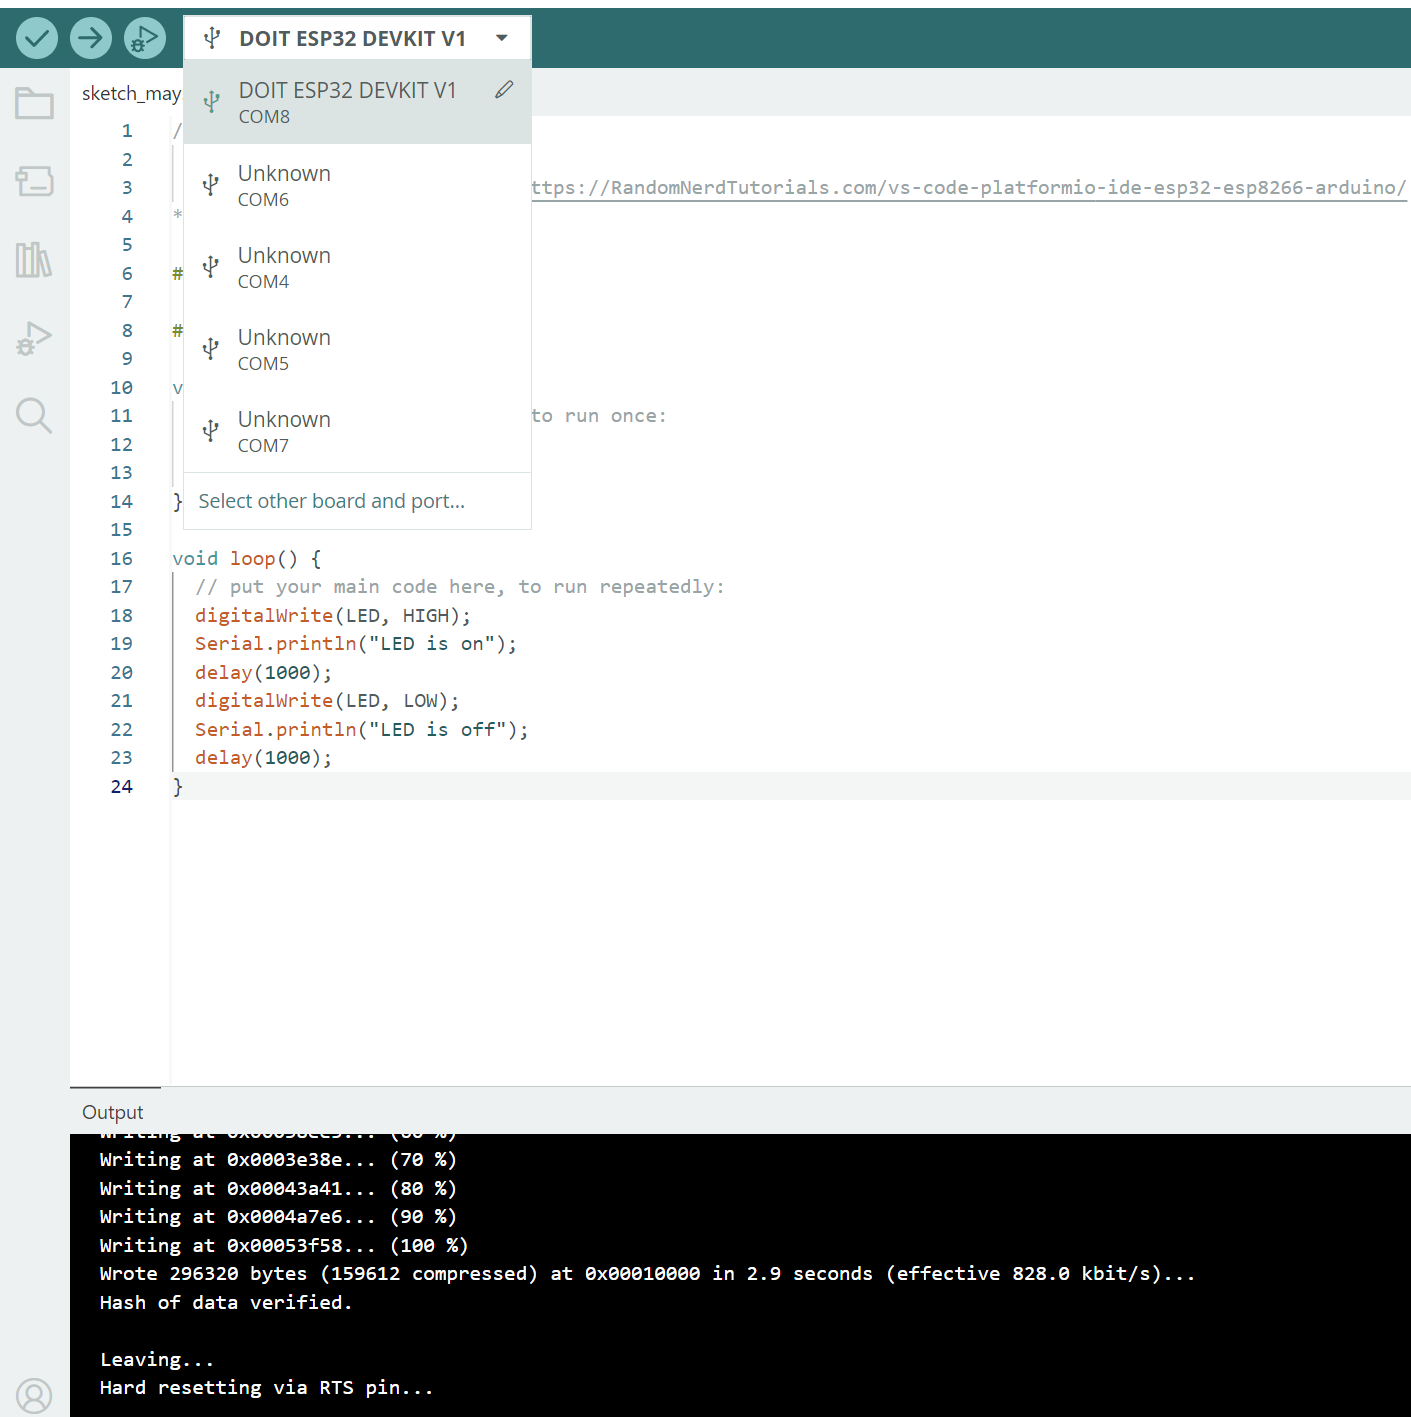 DOIT ESP32 DEVKIT V1
DOIT ESP32 DEVKIT V1
COM8
Unknown
COM6
Unknown
COM4
Unknown
COM5
Unknown
COM7
Select other board and port...
sketch_may
1 /
2
3 ttps://RandomNerdTutorials.com/vs-code-platformio-ide-esp32-esp8266-arduino/
4 *
5
6 #
7
8 #
9
10 v
11 to run once:
12
13
14 }
15
16 void loop() {
17 // put your main code here, to run repeatedly:
18 digitalWrite(LED, HIGH);
19 Serial.println("LED is on");
20 delay(1000);
21 digitalWrite(LED, LOW);
22 Serial.println("LED is off");
23 delay(1000);
24 }
Output
Writing at 0x0003e38e... (70 %)
Writing at 0x00043a41... (80 %)
Writing at 0x0004a7e6... (90 %)
Writing at 0x00053f58... (100 %)
Wrote 296320 bytes (159612 compressed) at 0x00010000 in 2.9 seconds (effective 828.0 kbit/s)...
Hash of data verified.
Leaving...
Hard resetting via RTS pin...